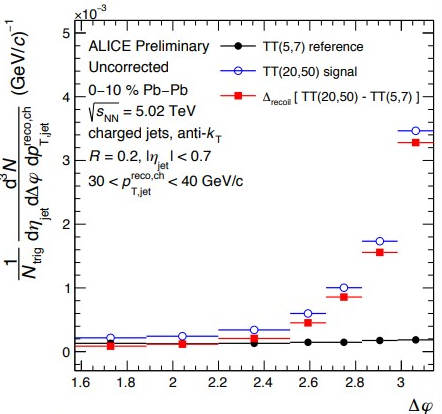 ×10⁻³
5
4
3
2
1
0
1/N_trig d³N/(dη_jet dΔφ dp_T,jet^reco,ch) (GeV/c)⁻¹
ALICE Preliminary
Uncorrected
0−10 % Pb−Pb
√s_NN = 5.02 TeV
charged jets, anti-k_T
R = 0.2, |η_jet| < 0.7
30 < p_T,jet^reco,ch < 40 GeV/c
TT(5,7) reference
TT(20,50) signal
Δ_recoil [ TT(20,50) - TT(5,7) ]
1.6 1.8 2 2.2 2.4 2.6 2.8 3
Δφ